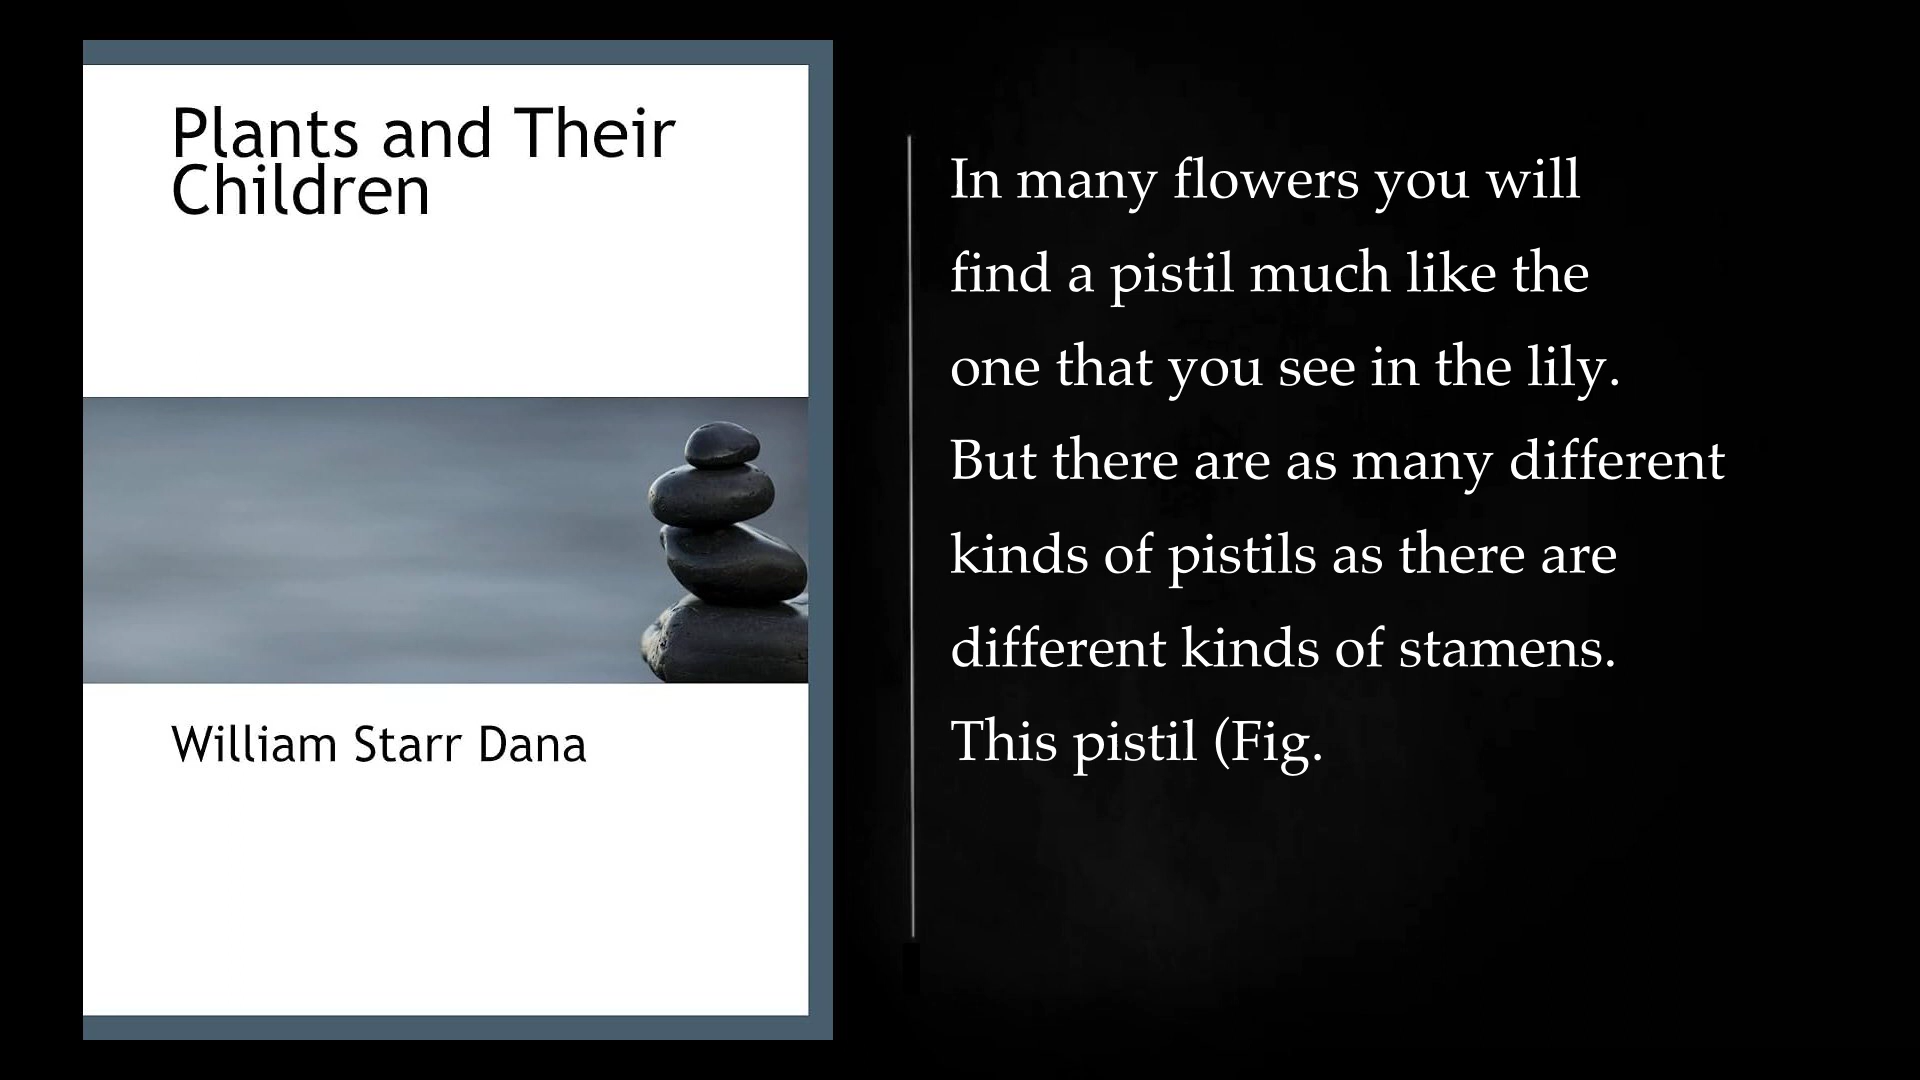 Plants and Their
Children
William Starr Dana
In many flowers you will
find a pistil much like the
one that you see in the lily.
But there are as many different
kinds of pistils as there are
different kinds of stamens.
This pistil (Fig.